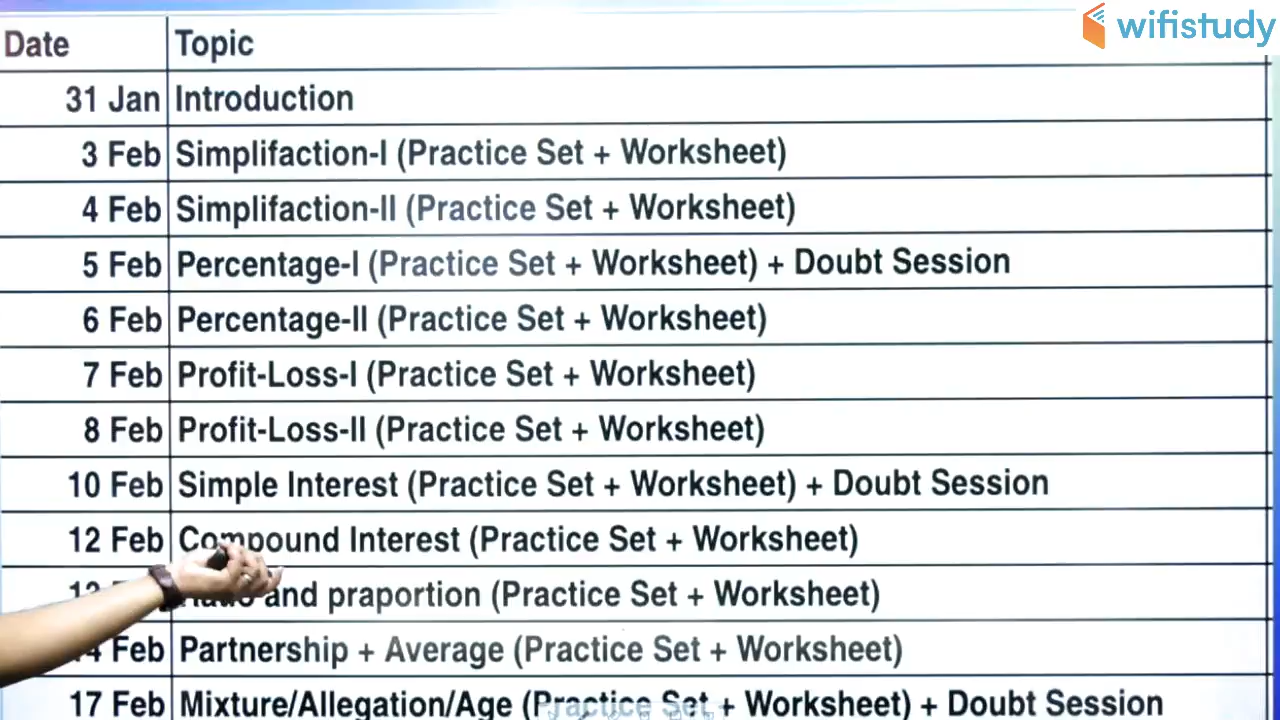 wifistudy
Date Topic
31 Jan Introduction
3 Feb Simplifaction-I (Practice Set + Worksheet)
4 Feb Simplifaction-II (Practice Set + Worksheet)
5 Feb Percentage-I (Practice Set + Worksheet) + Doubt Session
6 Feb Percentage-II (Practice Set + Worksheet)
7 Feb Profit-Loss-I (Practice Set + Worksheet)
8 Feb Profit-Loss-II (Practice Set + Worksheet)
10 Feb Simple Interest (Practice Set + Worksheet) + Doubt Session
12 Feb Compound Interest (Practice Set + Worksheet)
and praportion (Practice Set + Worksheet)
Feb Partnership + Average (Practice Set + Worksheet)
17 Feb Mixture/Allegation/Age (Practice Set + Worksheet) + Doubt Session